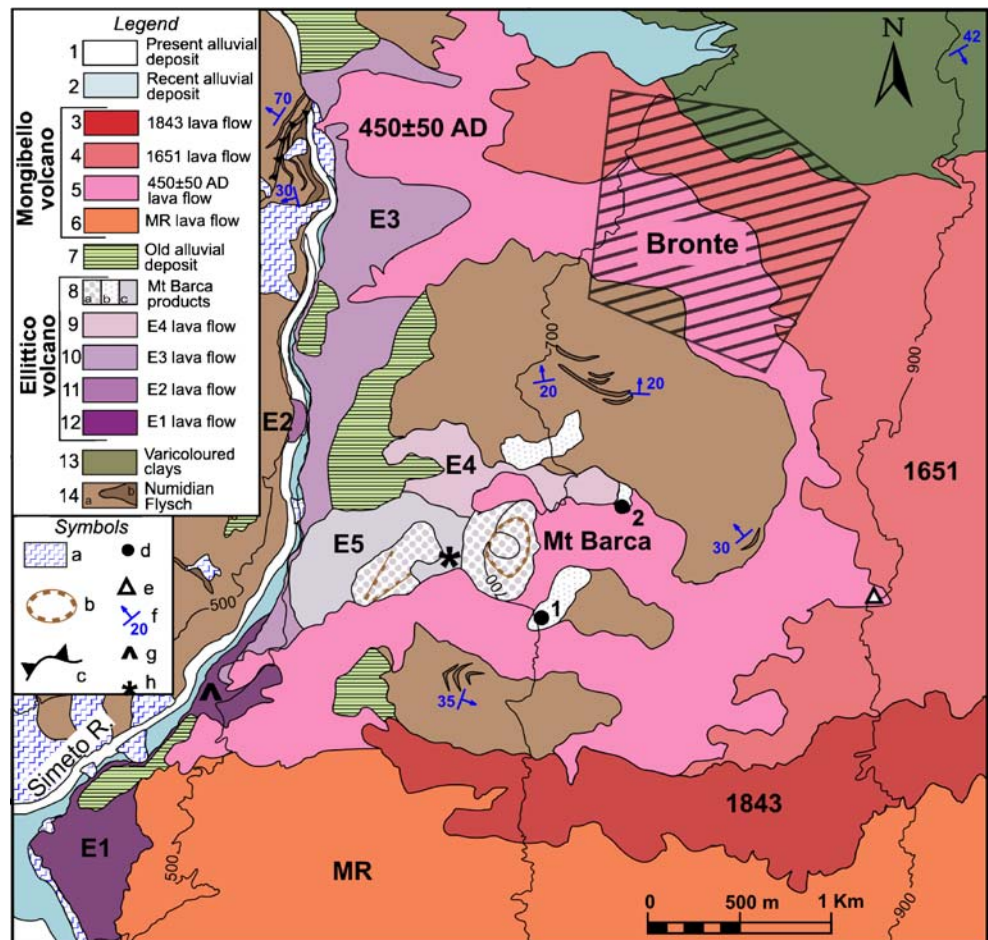 Legend
1 Present alluvial deposit
2 Recent alluvial deposit
Mongibello volcano
3 1843 lava flow
4 1651 lava flow
5 450±50 AD lava flow
6 MR lava flow
7 Old alluvial deposit
Ellittico volcano
8 a b c Mt Barca products
9 E4 lava flow
10 E3 lava flow
11 E2 lava flow
12 E1 lava flow
13 Varicoloured clays
14 a b Numidian Flysch
Symbols
a
b
c
d
e
f
20
g
h
N
42
70
450±50 AD
30
E3
Bronte
700
900
20
20
E2
E4
1651
2
E5
Mt Barca
30
500
700
1
35
Simeto R.
1843
E1
500
MR
900
0 500 m 1 Km